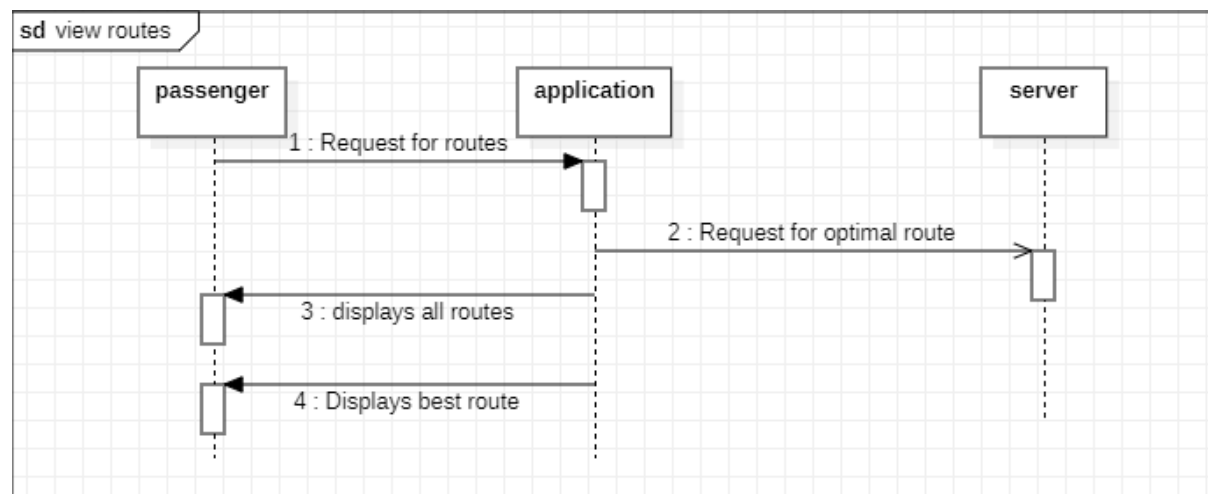 sd view routes
passenger
application
server
1 : Request for routes
2 : Request for optimal route
3 : displays all routes
4 : Displays best route